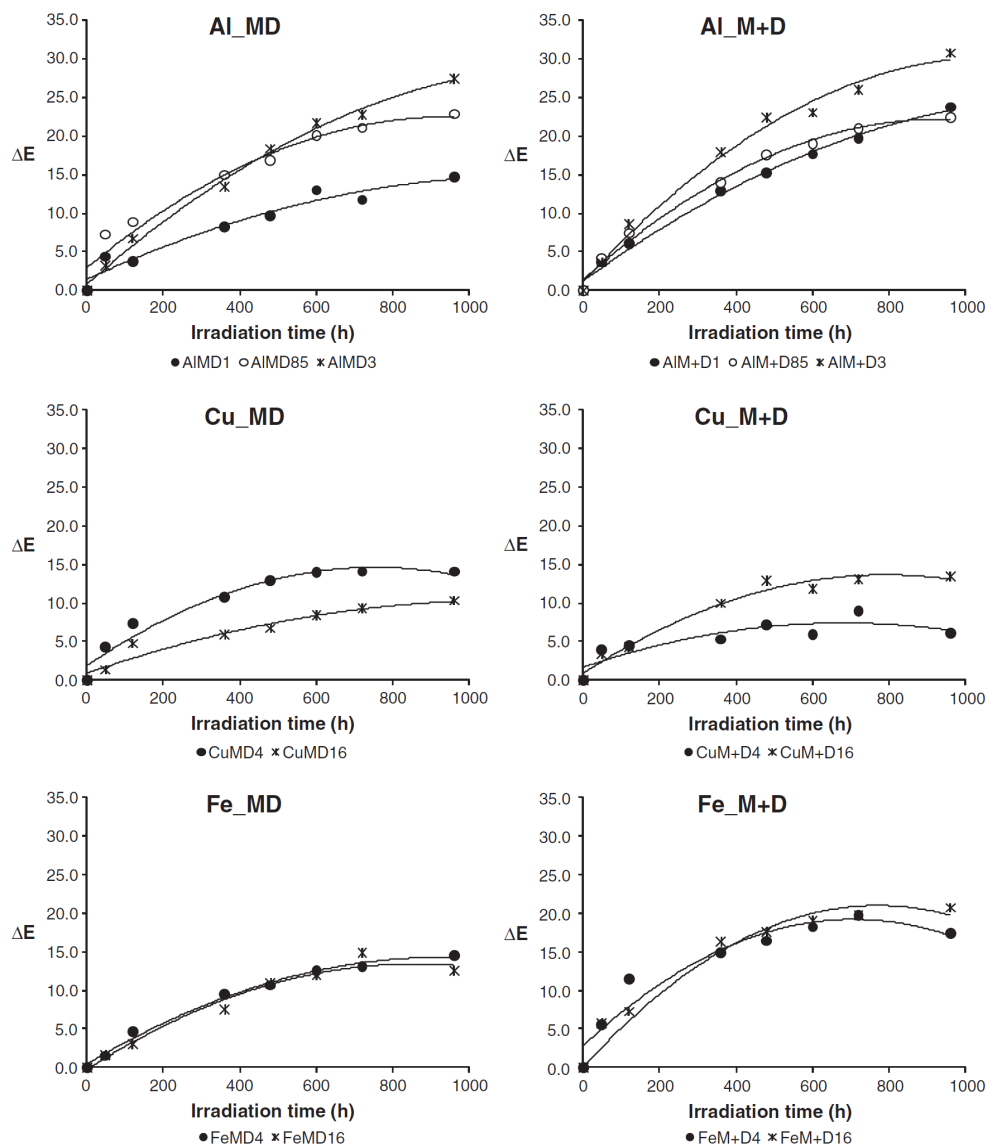 Al_MD
35.0
30.0
25.0
20.0
15.0
10.0
5.0
0.0
ΔE
0 200 400 600 800 1000
Irradiation time (h)
AlMD1 AlMD85 AlMD3
Al_M+D
35.0
30.0
25.0
20.0
15.0
10.0
5.0
0.0
ΔE
0 200 400 600 800 1000
Irradiation time (h)
AlM+D1 AlM+D85 AlM+D3
Cu_MD
35.0
30.0
25.0
20.0
15.0
10.0
5.0
0.0
ΔE
0 200 400 600 800 1000
Irradiation time (h)
CuMD4 CuMD16
Cu_M+D
35.0
30.0
25.0
20.0
15.0
10.0
5.0
0.0
ΔE
0 200 400 600 800 1000
Irradiation time (h)
CuM+D4 CuM+D16
Fe_MD
35.0
30.0
25.0
20.0
15.0
10.0
5.0
0.0
ΔE
0 200 400 600 800 1000
Irradiation time (h)
FeMD4 FeMD16
Fe_M+D
35.0
30.0
25.0
20.0
15.0
10.0
5.0
0.0
ΔE
0 200 400 600 800 1000
Irradiation time (h)
FeM+D4 FeM+D16